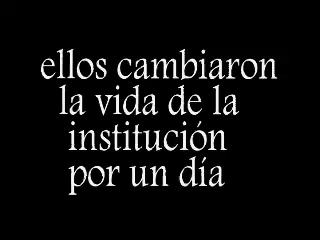 ellos cambiaron
la vida de la
institución
por un día